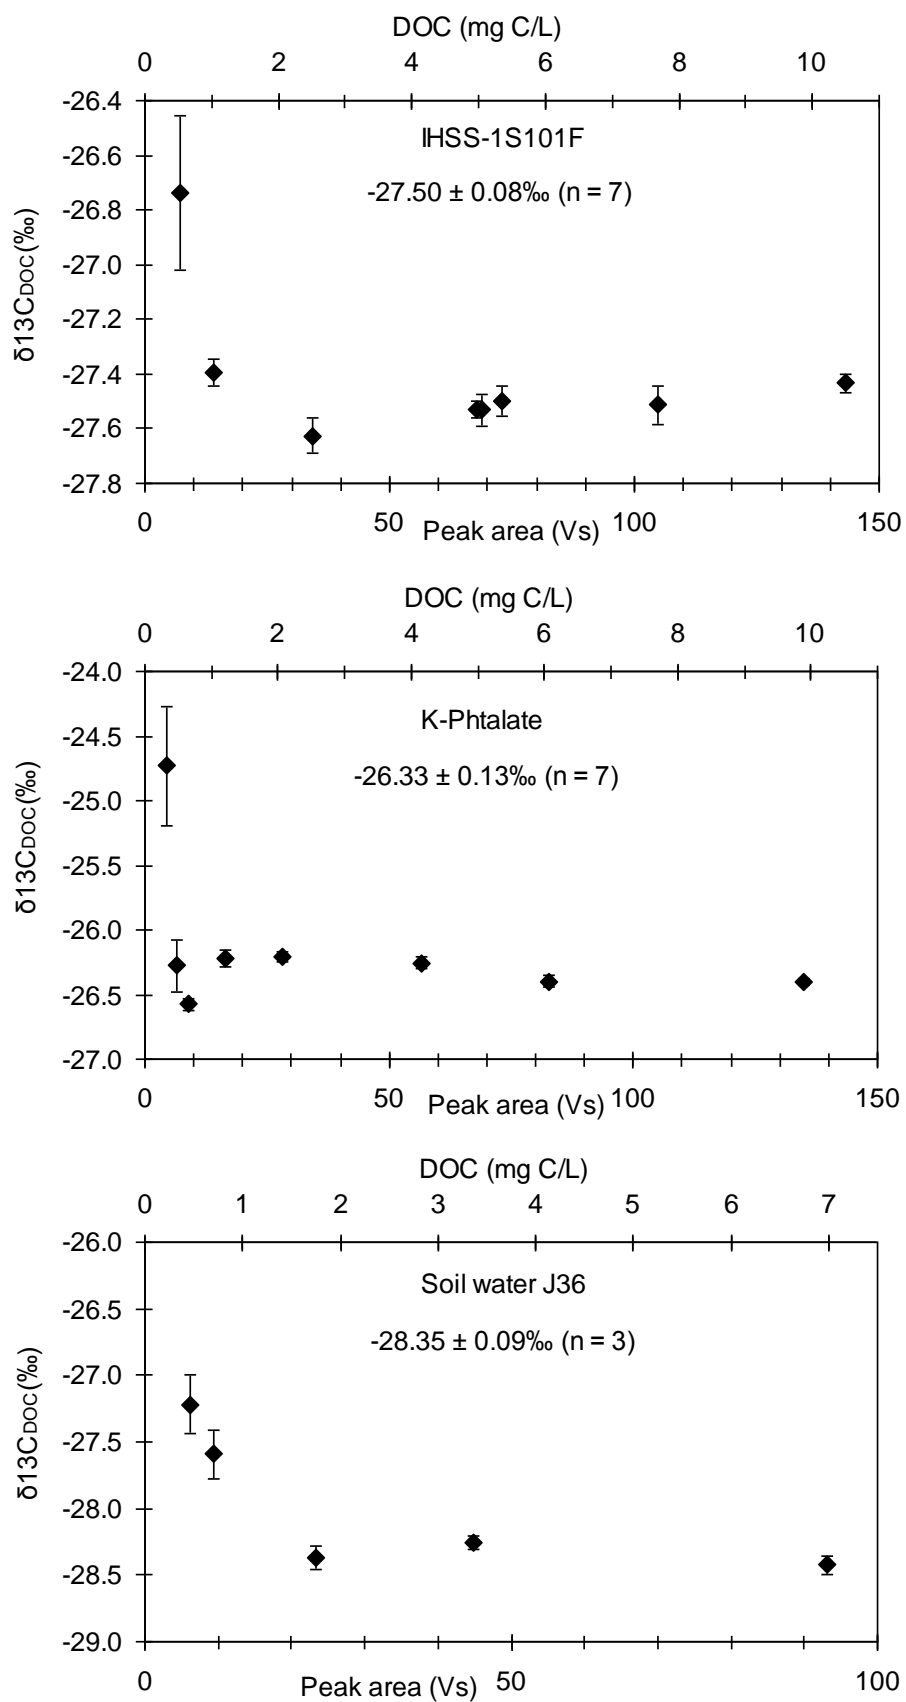 DOC (mg C/L)
0 2 4 6 8 10
-26.4
-26.6
-26.8
-27.0
-27.2
-27.4
-27.6
-27.8
δ13CDOC(‰)
IHSS-1S101F
-27.50 ± 0.08‰ (n = 7)
0 50 100 150
Peak area (Vs)
DOC (mg C/L)
0 2 4 6 8 10
-24.0
-24.5
-25.0
-25.5
-26.0
-26.5
-27.0
δ13CDOC(‰)
K-Phtalate
-26.33 ± 0.13‰ (n = 7)
0 50 100 150
Peak area (Vs)
DOC (mg C/L)
0 1 2 3 4 5 6 7
-26.0
-26.5
-27.0
-27.5
-28.0
-28.5
-29.0
δ13CDOC(‰)
Soil water J36
-28.35 ± 0.09‰ (n = 3)
0 50 100
Peak area (Vs)